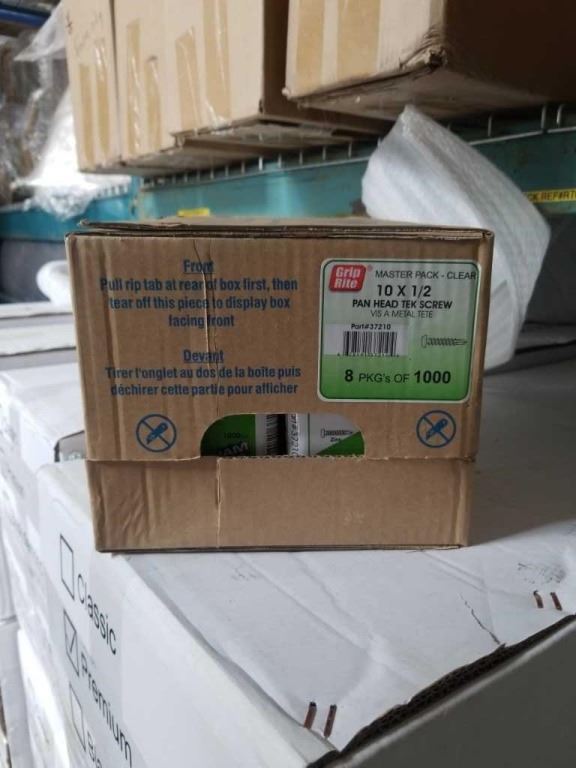 Front
Pull rip tab at rear of box first, then
tear off this piece to display box
facing front
Devant
Tirer l'onglet au dos de la boîte puis
déchirer cette partie pour afficher
Grip
Rite
MASTER PACK - CLEAR
10 X 1/2
PAN HEAD TEK SCREW
VIS A METAL TETE
Part#37210
8 PKG's OF 1000
1000
Zinc
Classic
Premium